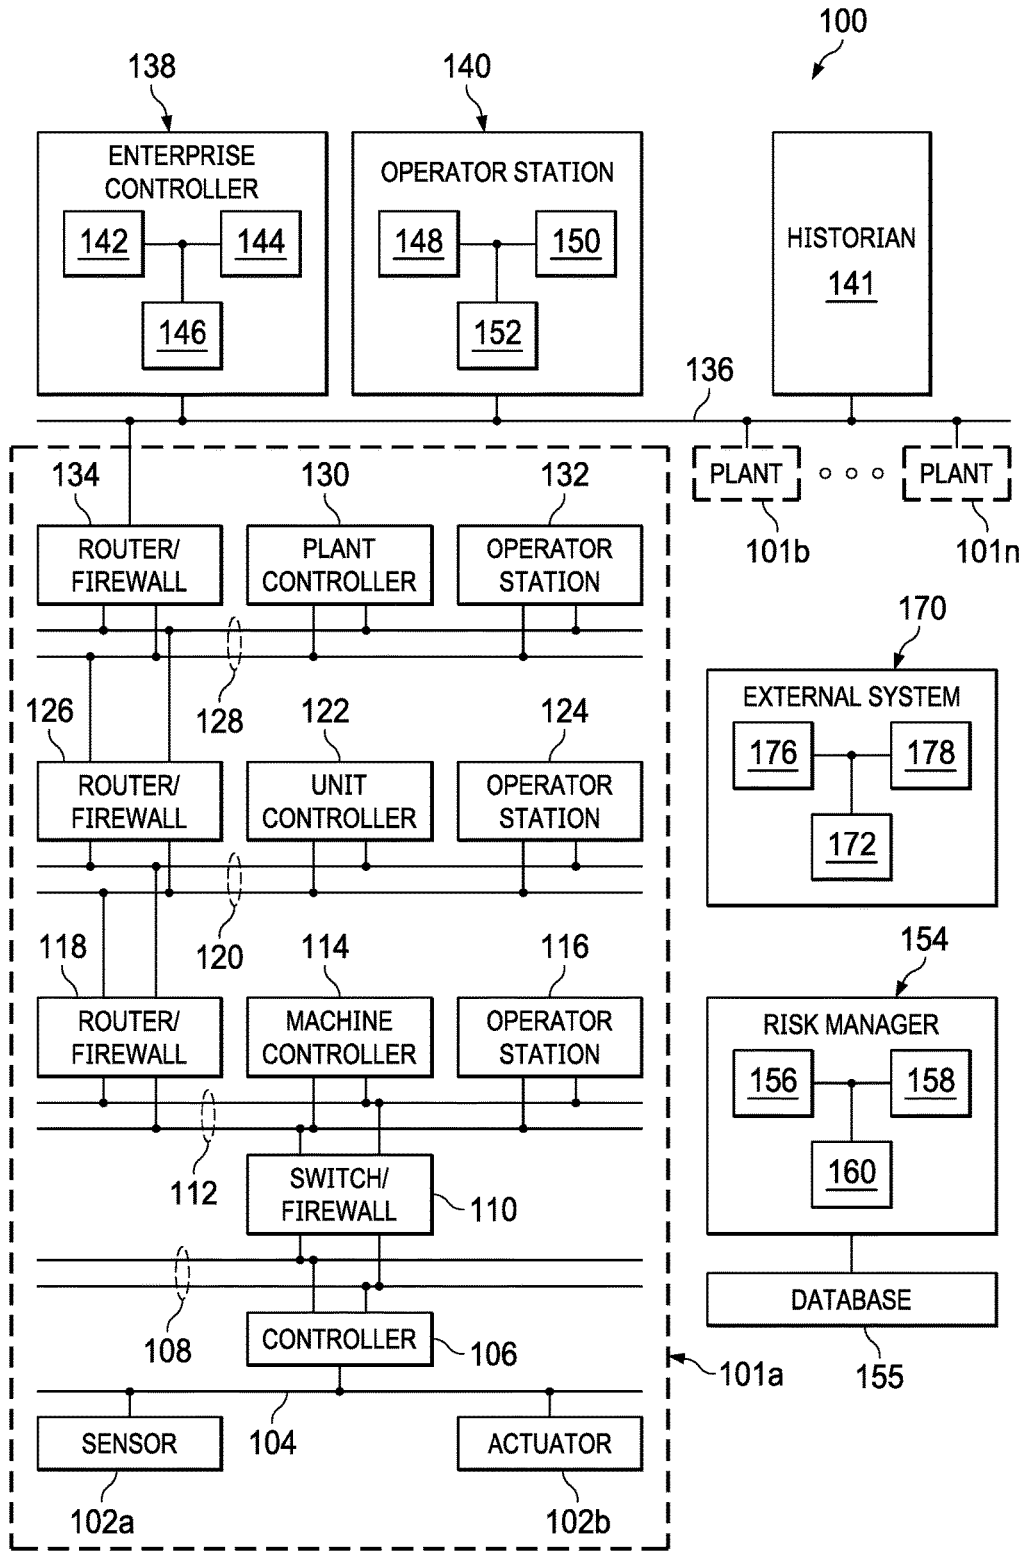 100
138
140
ENTERPRISE
CONTROLLER
142
144
146
OPERATOR STATION
148
150
152
HISTORIAN
141
136
PLANT
PLANT
101b
101n
134
130
132
ROUTER/
FIREWALL
PLANT
CONTROLLER
OPERATOR
STATION
128
126
122
124
ROUTER/
FIREWALL
UNIT
CONTROLLER
OPERATOR
STATION
120
118
114
116
ROUTER/
FIREWALL
MACHINE
CONTROLLER
OPERATOR
STATION
112
SWITCH/
FIREWALL
110
108
CONTROLLER
106
104
SENSOR
ACTUATOR
102a
102b
101a
170
EXTERNAL SYSTEM
176
178
172
154
RISK MANAGER
156
158
160
DATABASE
155